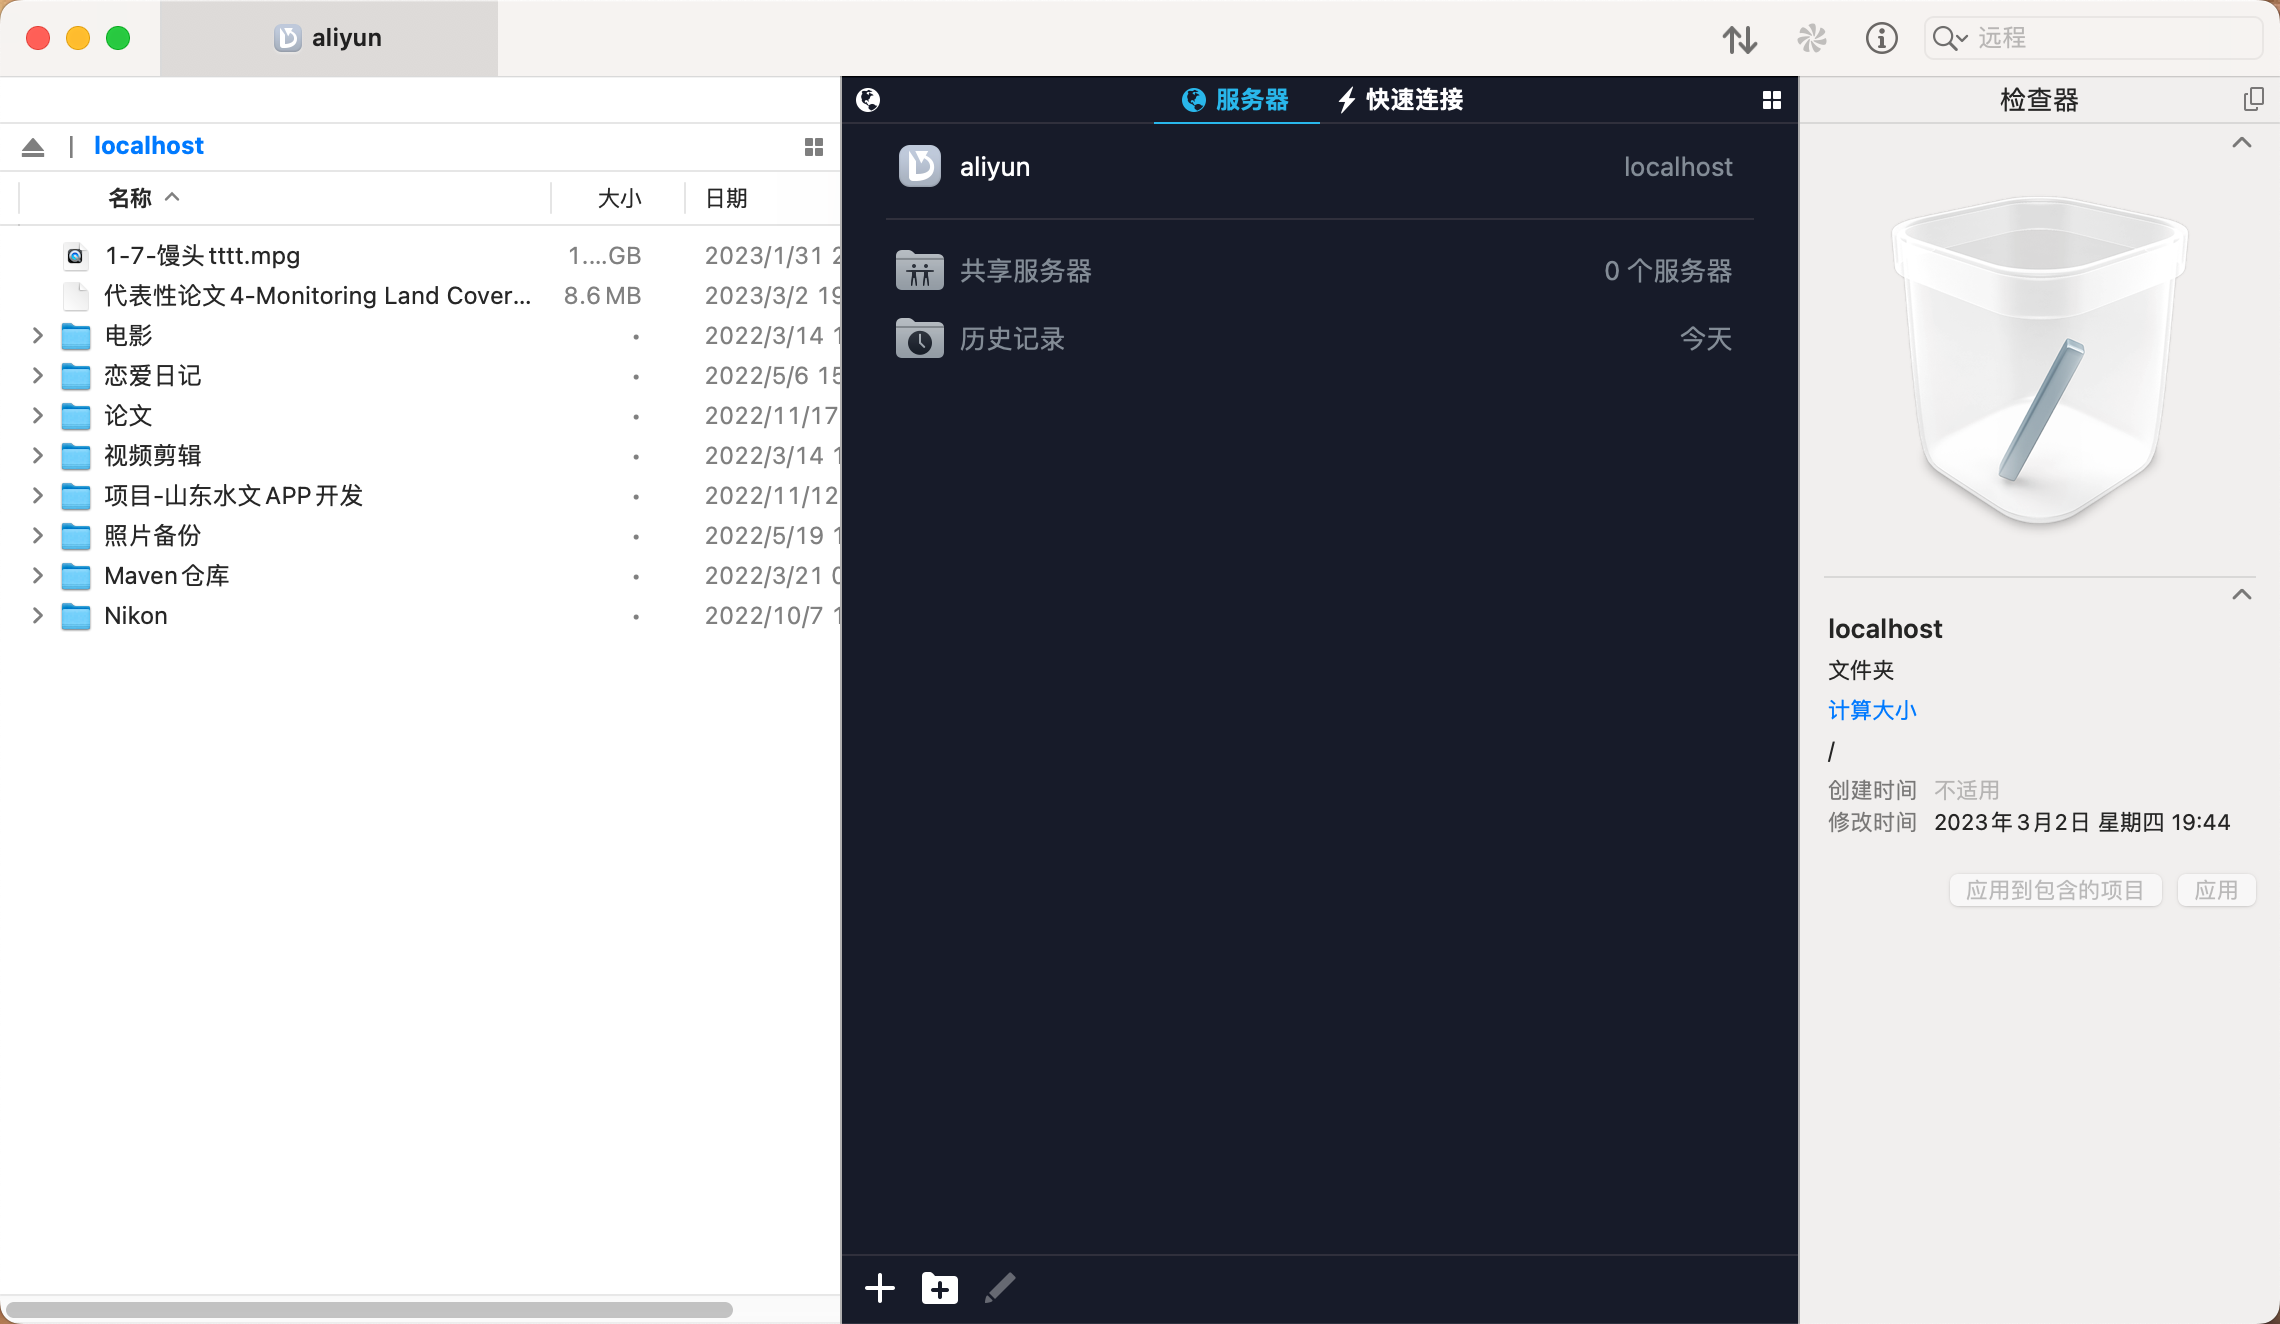 aliyun
远程
localhost
名称 大小 日期
1-7-馒头tttt.mpg 1....GB 2023/1/31 2
代表性论文4-Monitoring Land Cover... 8.6 MB 2023/3/2 19
电影 • 2022/3/14 1
恋爱日记 • 2022/5/6 15
论文 • 2022/11/17
视频剪辑 • 2022/3/14 1
项目-山东水文APP开发 • 2022/11/12
照片备份 • 2022/5/19 1
Maven仓库 • 2022/3/21 0
Nikon • 2022/10/7 1
服务器 快速连接
aliyun localhost
共享服务器 0 个服务器
历史记录 今天
检查器
localhost
文件夹
计算大小
/
创建时间 不适用
修改时间 2023年3月2日 星期四 19:44
应用到包含的项目 应用